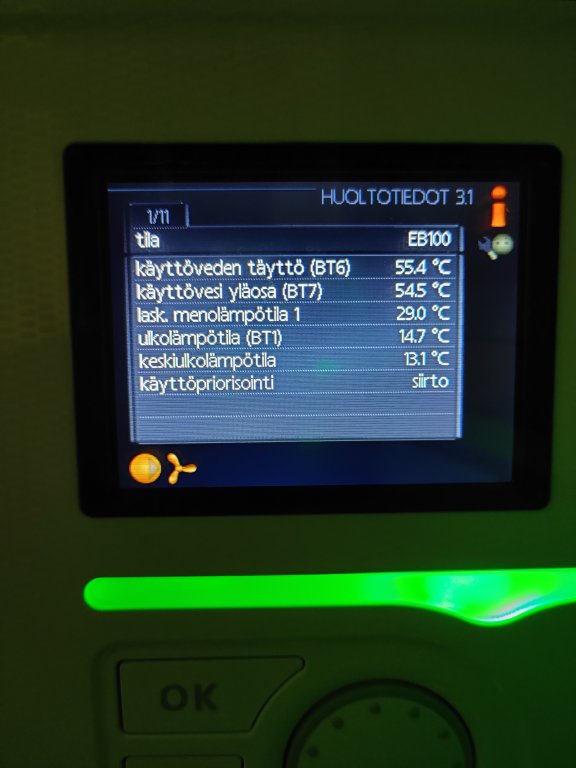 HUOLTOTIEDOT 3.1
1/11
tila EB100
käyttöveden täyttö (BT6) 55.4 °C
käyttövesi yläosa (BT7) 54.5 °C
lask. menolämpötila 1 29.0 °C
ulkolämpötila (BT1) 14.7 °C
keskiulkolämpötila 13.1 °C
käyttöpriorisointi siirto
OK